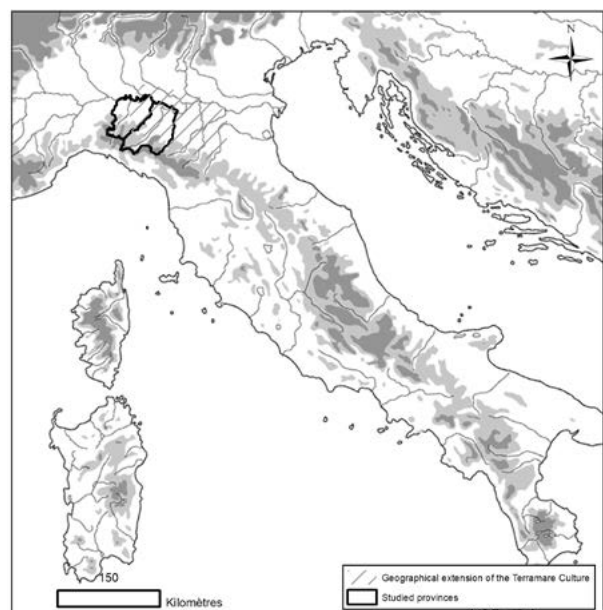 N
150
Kilomètres
Geographical extension of the Terramare Culture
Studied provinces